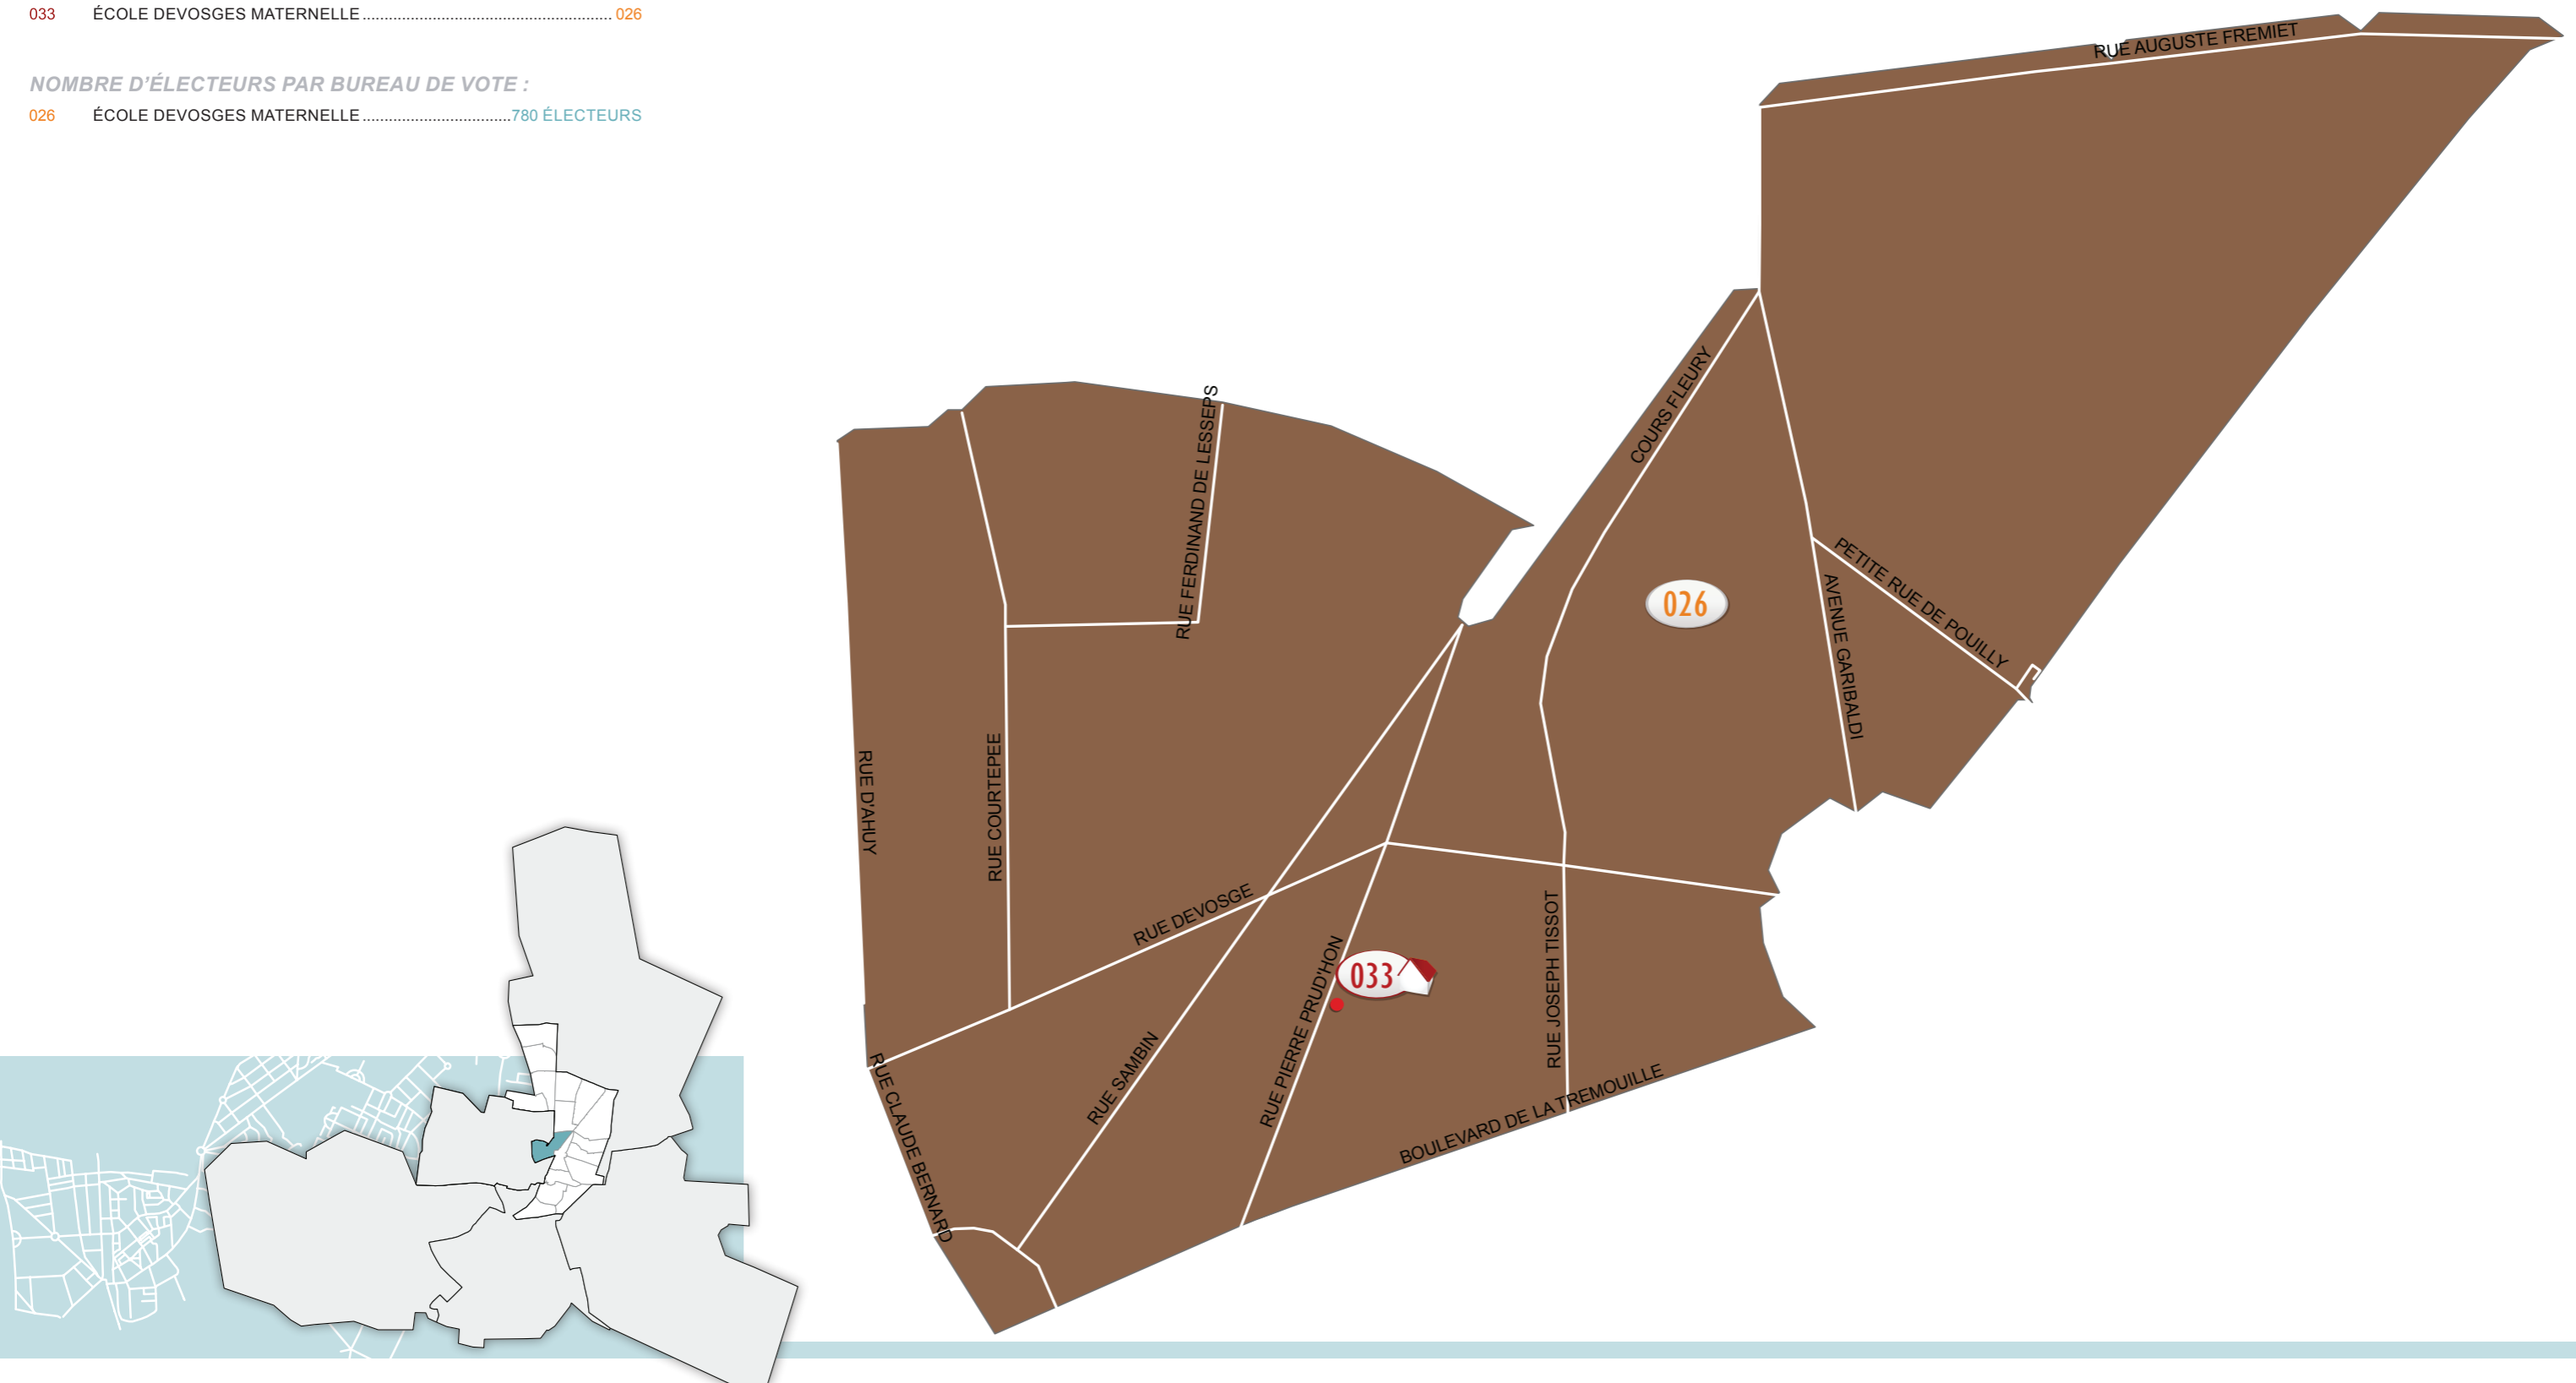 033 ÉCOLE DEVOSGES MATERNELLE ........................................................ 026
NOMBRE D'ÉLECTEURS PAR BUREAU DE VOTE :
026 ÉCOLE DEVOSGES MATERNELLE ..................................780 ÉLECTEURS
RUE AUGUSTE FREMIET
COURS FLEURY
RUE FERDINAND DE LESSEPS
026
PETITE RUE DE POUILLY
AVENUE GARIBALDI
RUE D'AHUY
RUE COURTEPEE
RUE DEVOSGE
RUE JOSEPH TISSOT
033
RUE PIERRE PRUD'HON
RUE SAMBIN
RUE CLAUDE BERNARD
BOULEVARD DE LA TREMOUILLE